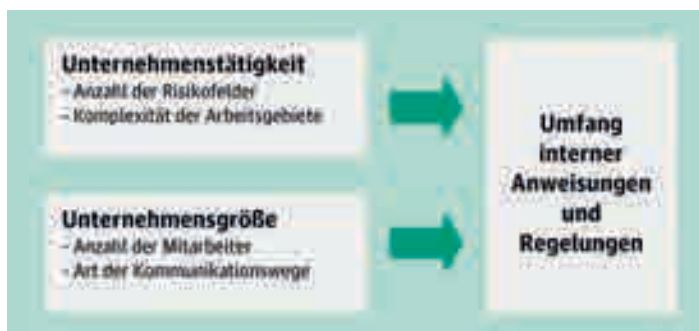 Unternehmenstätigkeit
– Anzahl der Risikofelder
– Komplexität der Arbeitsgebiete
Unternehmensgröße
– Anzahl der Mitarbeiter
– Art der Kommunikationswege
Umfang
interner
Anweisungen
und
Regelungen